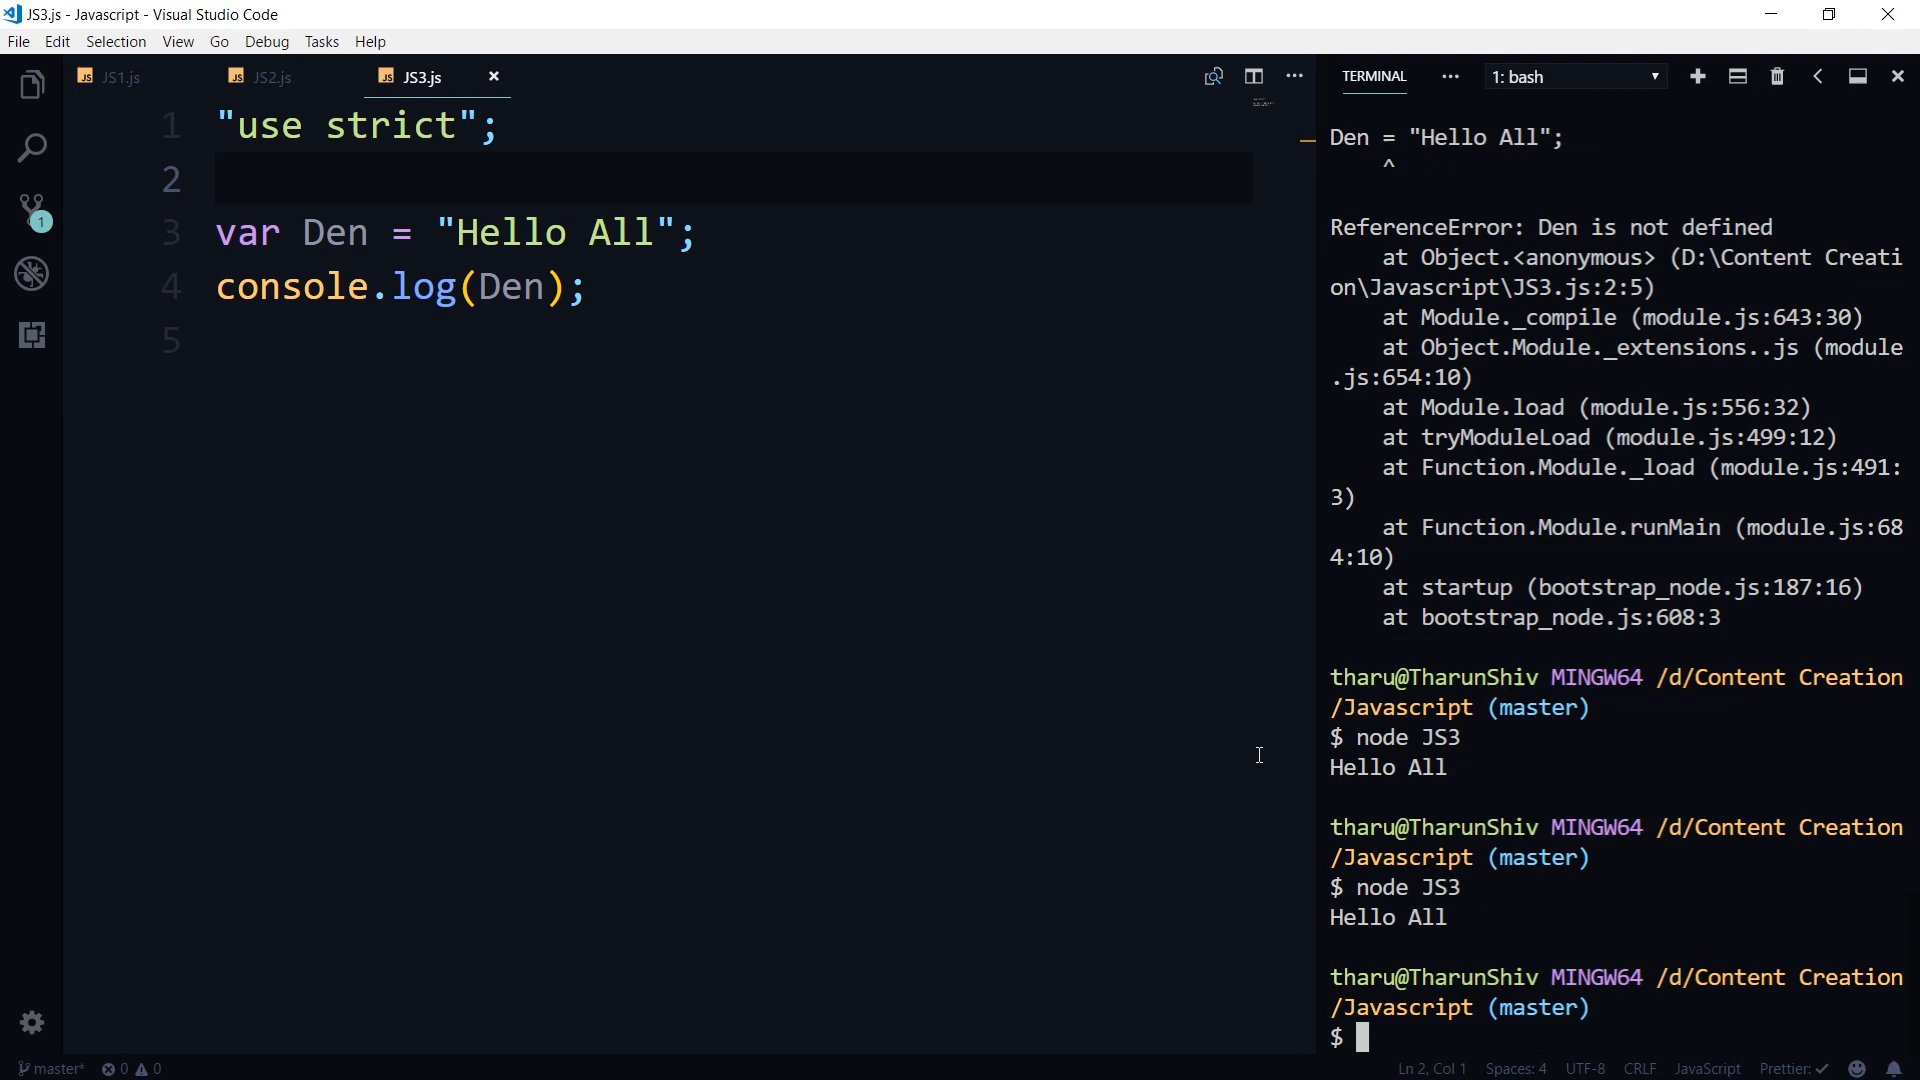 JS3.js - Javascript - Visual Studio Code
File Edit Selection View Go Debug Tasks Help
JS JS1.js JS JS2.js JS JS3.js
TERMINAL 1: bash
1 "use strict";
2
3 var Den = "Hello All";
4 console.log(Den);
5
1
Den = "Hello All";
^
ReferenceError: Den is not defined
at Object.<anonymous> (D:\Content Creati
on\Javascript\JS3.js:2:5)
at Module._compile (module.js:643:30)
at Object.Module._extensions..js (module
.js:654:10)
at Module.load (module.js:556:32)
at tryModuleLoad (module.js:499:12)
at Function.Module._load (module.js:491:
3)
at Function.Module.runMain (module.js:68
4:10)
at startup (bootstrap_node.js:187:16)
at bootstrap_node.js:608:3
tharu@TharunShiv MINGW64 /d/Content Creation
/Javascript (master)
$ node JS3
Hello All
tharu@TharunShiv MINGW64 /d/Content Creation
/Javascript (master)
$ node JS3
Hello All
tharu@TharunShiv MINGW64 /d/Content Creation
/Javascript (master)
$
master* 0 0 Ln 2, Col 1 Spaces: 4 UTF-8 CRLF JavaScript Prettier: ✓